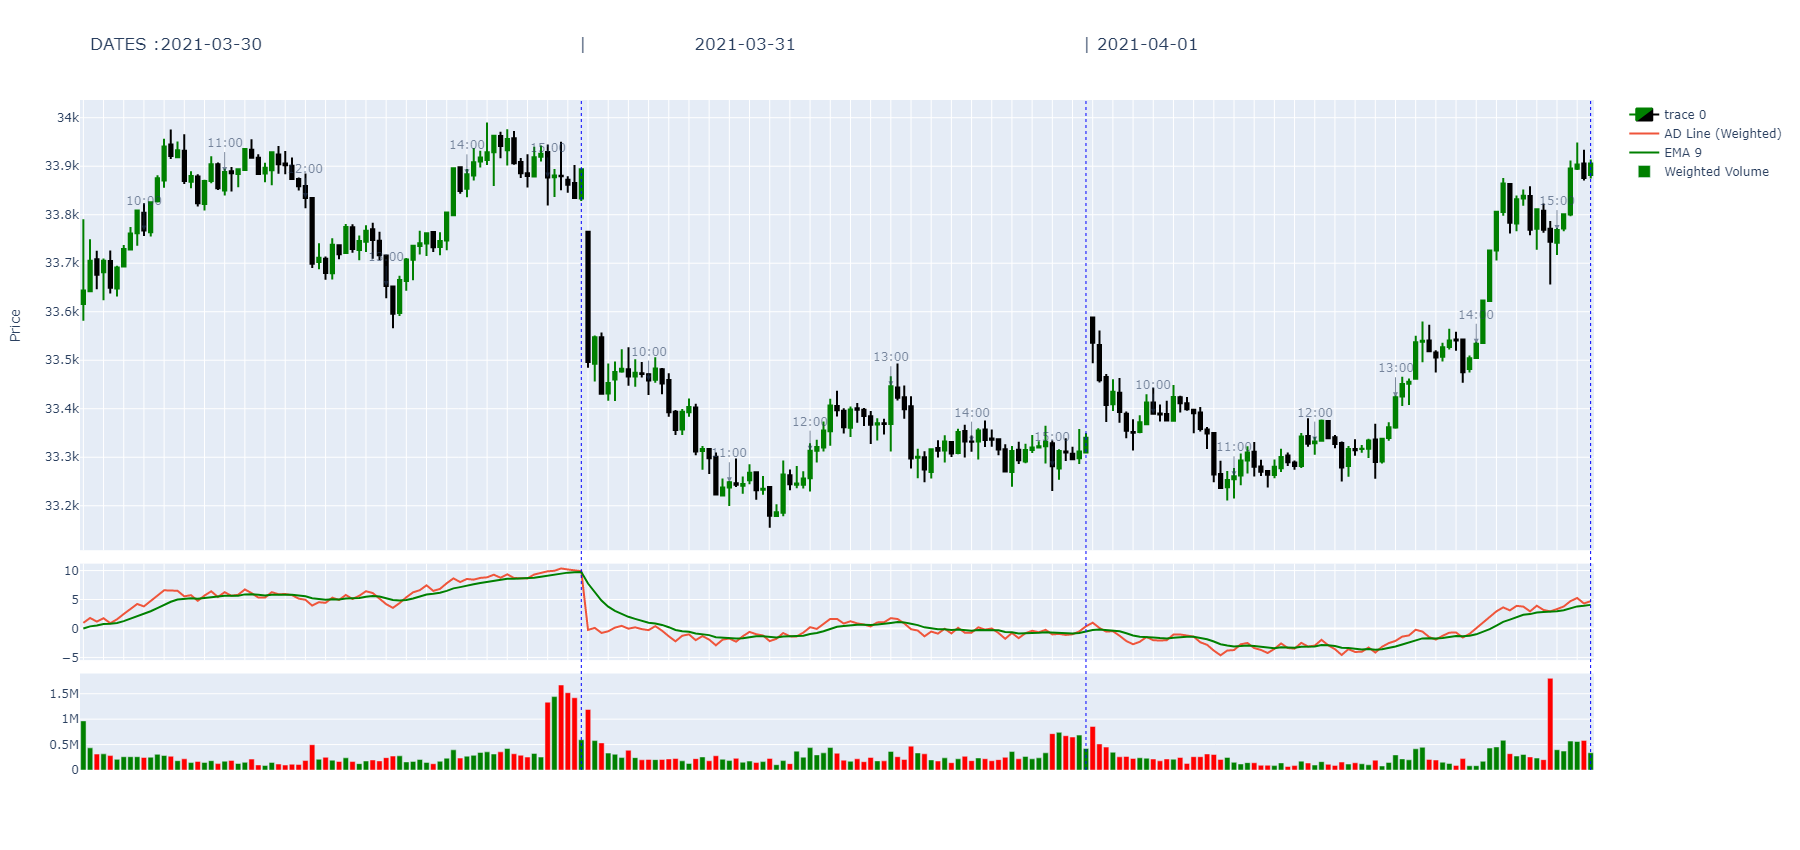 DATES :2021-03-30 | 2021-03-31 | 2021-04-01
34k
33.9k
33.8k
33.7k
33.6k
33.5k
33.4k
33.3k
33.2k
Price
10:00
11:00
12:00
13:00
14:00
15:00
10:00
11:00
12:00
13:00
14:00
15:00
10:00
11:00
12:00
13:00
14:00
15:00
trace 0
AD Line (Weighted)
EMA 9
Weighted Volume
10
5
0
−5
1.5M
1M
0.5M
0